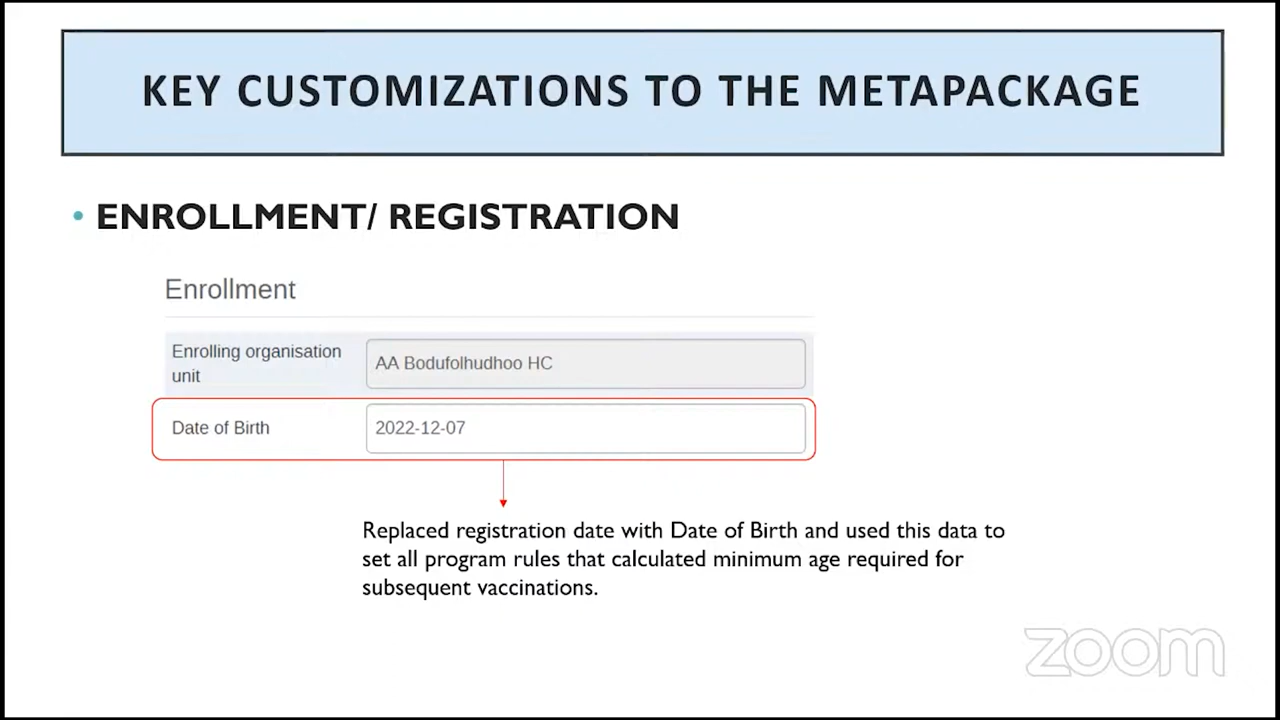 KEY CUSTOMIZATIONS TO THE METAPACKAGE
• ENROLLMENT/ REGISTRATION
Enrollment
Enrolling organisation
unit
AA Bodufolhudhoo HC
Date of Birth
2022-12-07
Replaced registration date with Date of Birth and used this data to
set all program rules that calculated minimum age required for
subsequent vaccinations.
zoom